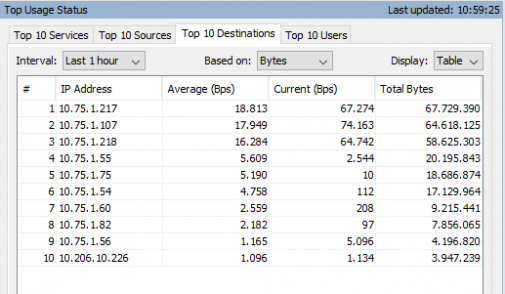 Top Usage Status Last updated: 10:59:25
Top 10 Services Top 10 Sources Top 10 Destinations Top 10 Users
Interval: Last 1 hour Based on: Bytes Display: Table
# IP Address Average (Bps) Current (Bps) Total Bytes
1 10.75.1.217 18.813 67.274 67.729.390
2 10.75.1.107 17.949 74.163 64.618.125
3 10.75.1.218 16.284 64.742 58.625.303
4 10.75.1.55 5.609 2.544 20.195.843
5 10.75.1.75 5.190 10 18.686.874
6 10.75.1.54 4.758 112 17.129.964
7 10.75.1.60 2.559 208 9.215.441
8 10.75.1.82 2.182 97 7.856.065
9 10.75.1.56 1.165 5.096 4.196.820
10 10.206.10.226 1.096 1.134 3.947.239